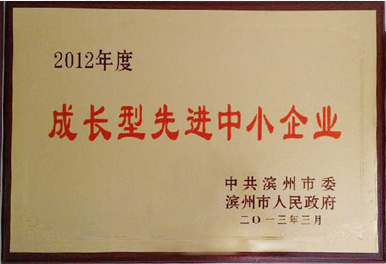 2012年度
成长型先进中小企业
中共滨州市委
滨州市人民政府
二〇一三年三月